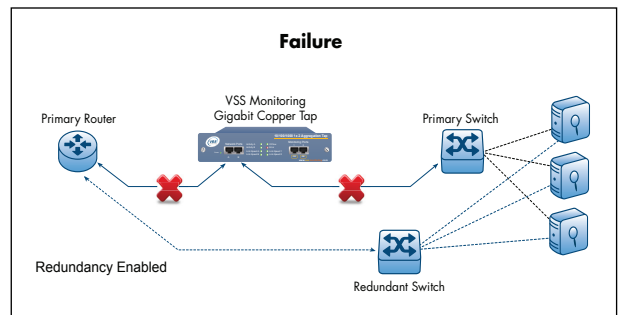 Failure
VSS Monitoring
Gigabit Copper Tap
Primary Router
Primary Switch
Redundancy Enabled
Redundant Switch